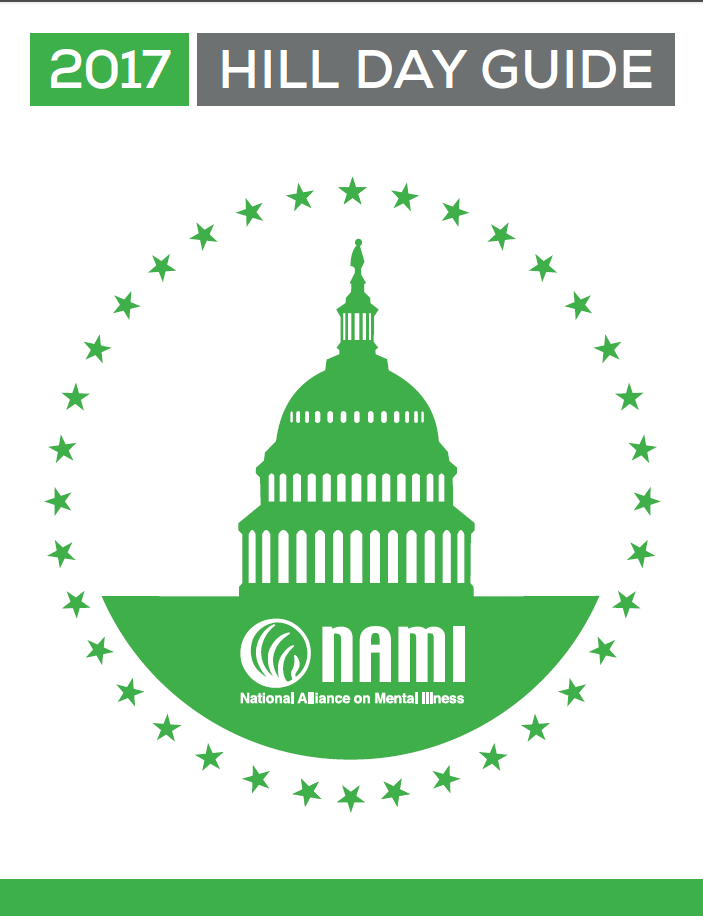 2017 HILL DAY GUIDE
NAMI
National Alliance on Mental Illness